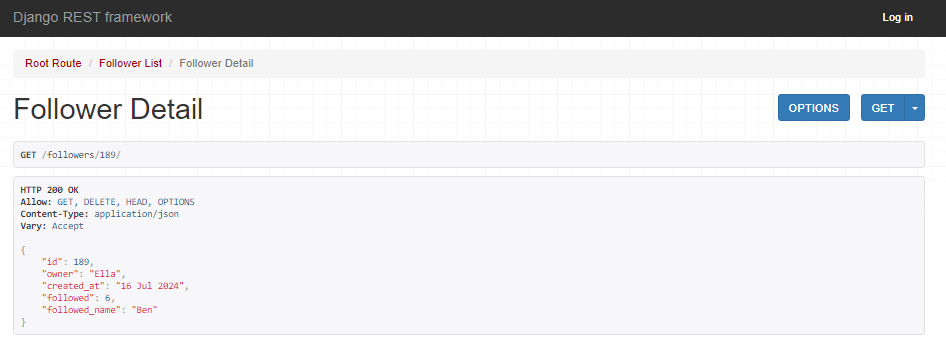 Django REST framework
Log in
Root Route / Follower List / Follower Detail
Follower Detail
OPTIONS
GET
GET /followers/189/
HTTP 200 OK
Allow: GET, DELETE, HEAD, OPTIONS
Content-Type: application/json
Vary: Accept
{
    "id": 189,
    "owner": "Ella",
    "created_at": "16 Jul 2024",
    "followed": 6,
    "followed_name": "Ben"
}